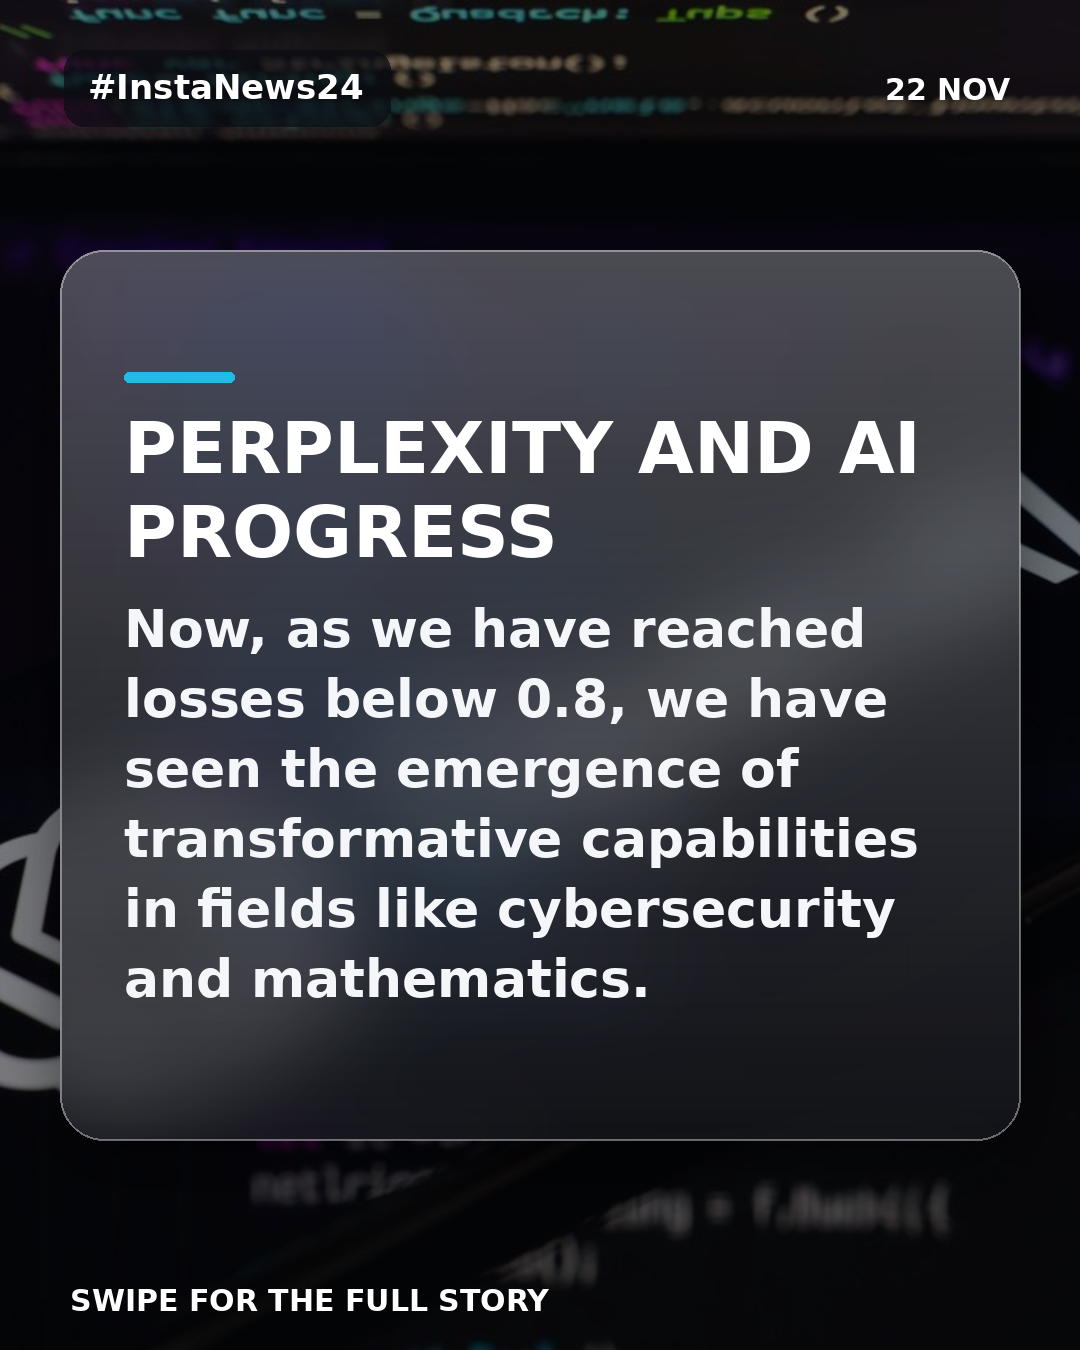 #InstaNews24
22 NOV
PERPLEXITY AND AI
PROGRESS
Now, as we have reached
losses below 0.8, we have
seen the emergence of
transformative capabilities
in fields like cybersecurity
and mathematics.
SWIPE FOR THE FULL STORY